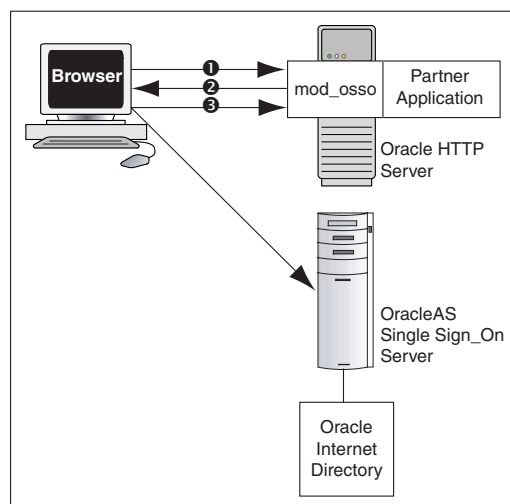 Browser
❶
❷
❸
mod_osso
Partner
Application
Oracle HTTP
Server
OracleAS
Single Sign_On
Server
Oracle
Internet
Directory